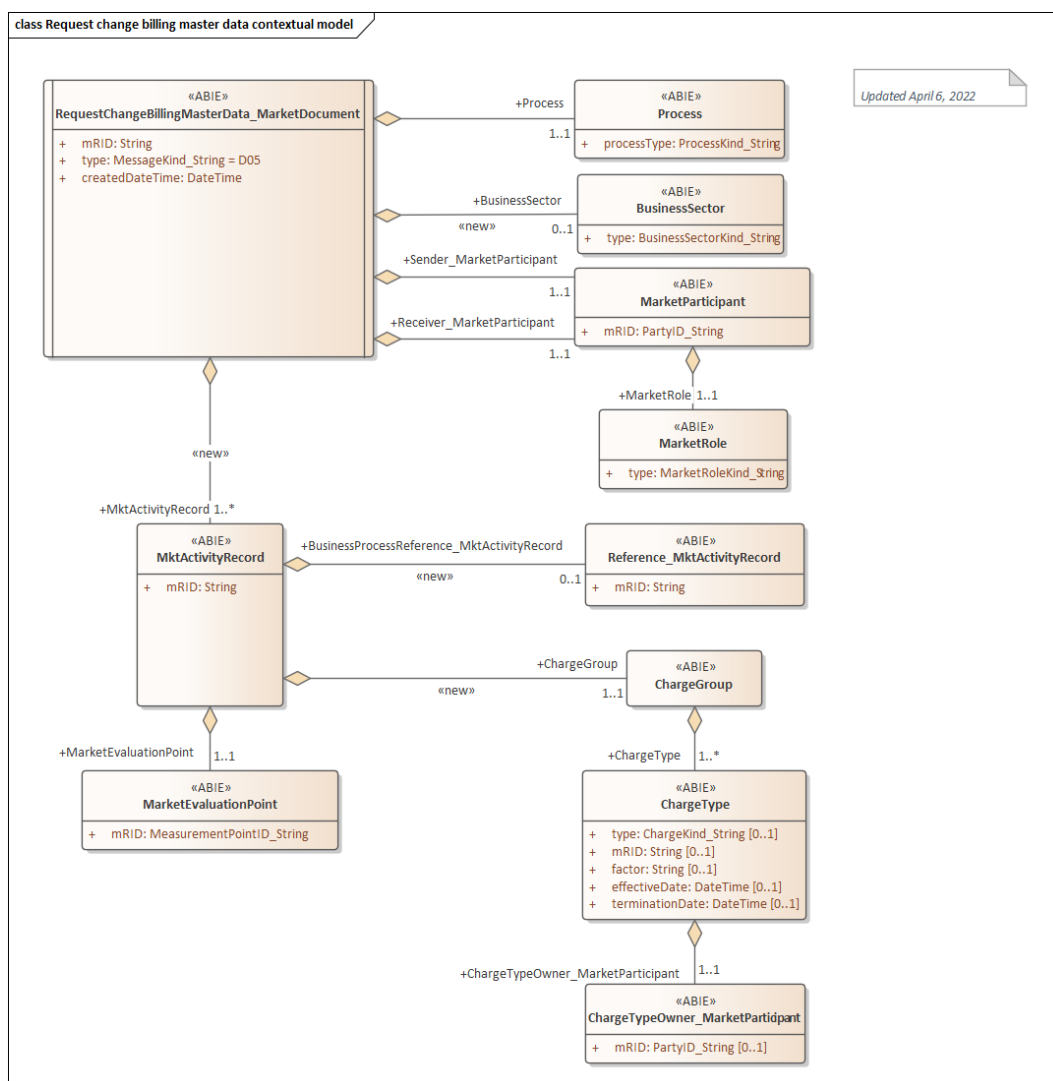 class Request change billing master data contextual model
Updated April 6, 2022
«ABIE»
RequestChangeBillingMasterData_MarketDocument
+ mRID: String
+ type: MessageKind_String = D05
+ createdDateTime: DateTime
+Process
1..1
«ABIE»
Process
+ processType: ProcessKind_String
+BusinessSector
«new»
0..1
«ABIE»
BusinessSector
+ type: BusinessSectorKind_String
+Sender_MarketParticipant
1..1
+Receiver_MarketParticipant
1..1
«ABIE»
MarketParticipant
+ mRID: PartyID_String
+MarketRole 1..1
«ABIE»
MarketRole
+ type: MarketRoleKind_String
«new»
+MktActivityRecord 1..*
«ABIE»
MktActivityRecord
+ mRID: String
+BusinessProcessReference_MktActivityRecord
«new»
0..1
«ABIE»
Reference_MktActivityRecord
+ mRID: String
+ChargeGroup
«new»
1..1
«ABIE»
ChargeGroup
+MarketEvaluationPoint
1..1
«ABIE»
MarketEvaluationPoint
+ mRID: MeasurementPointID_String
+ChargeType 1..*
«ABIE»
ChargeType
+ type: ChargeKind_String [0..1]
+ mRID: String [0..1]
+ factor: String [0..1]
+ effectiveDate: DateTime [0..1]
+ terminationDate: DateTime [0..1]
+ChargeTypeOwner_MarketParticipant 1..1
«ABIE»
ChargeTypeOwner_MarketParticipant
+ mRID: PartyID_String [0..1]